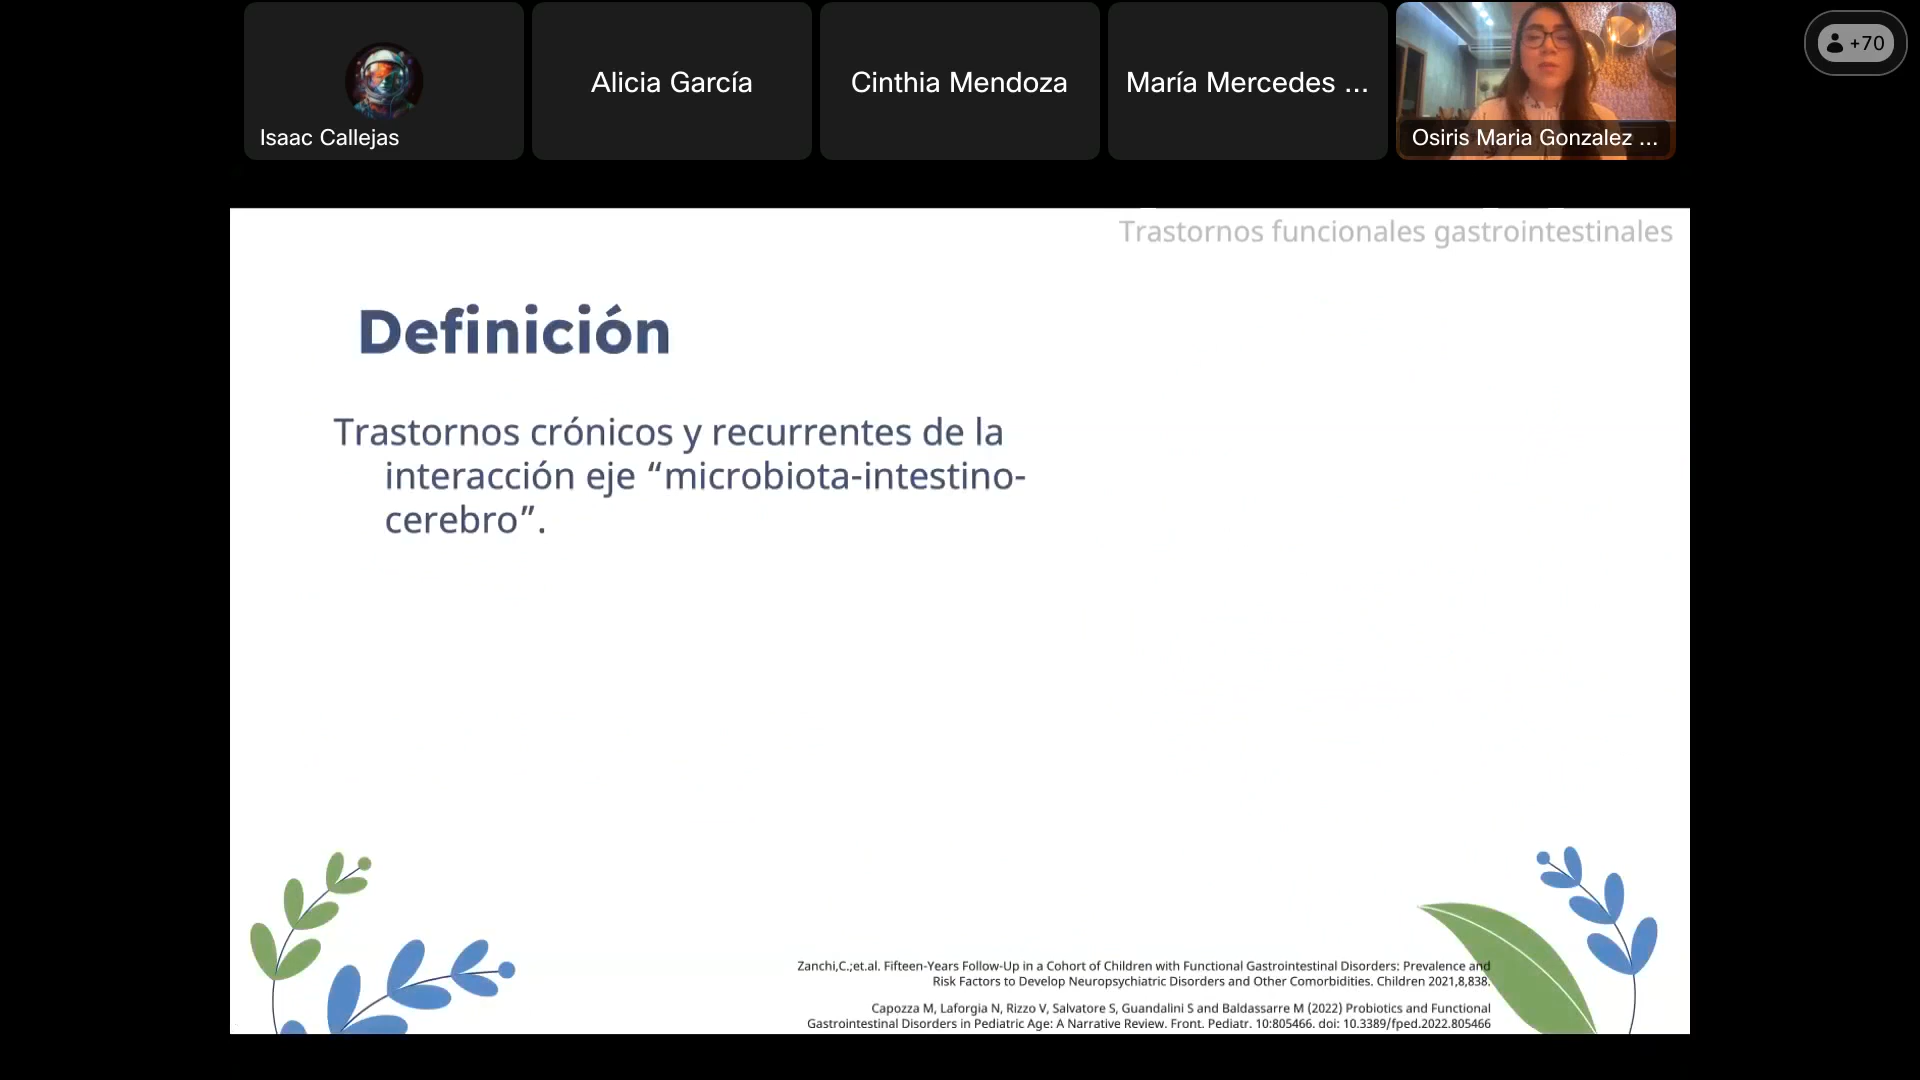 Isaac Callejas
Alicia García
Cinthia Mendoza
María Mercedes ...
Osiris Maria Gonzalez ...
+70
Trastornos funcionales gastrointestinales
Definición
Trastornos crónicos y recurrentes de la
interacción eje “microbiota-intestino-
cerebro”.
Zanchi,C.;et.al. Fifteen-Years Follow-Up in a Cohort of Children with Functional Gastrointestinal Disorders: Prevalence and
Risk Factors to Develop Neuropsychiatric Disorders and Other Comorbidities. Children 2021,8,838.
Capozza M, Laforgia N, Rizzo V, Salvatore S, Guandalini S and Baldassarre M (2022) Probiotics and Functional
Gastrointestinal Disorders in Pediatric Age: A Narrative Review. Front. Pediatr. 10:805466. doi: 10.3389/fped.2022.805466